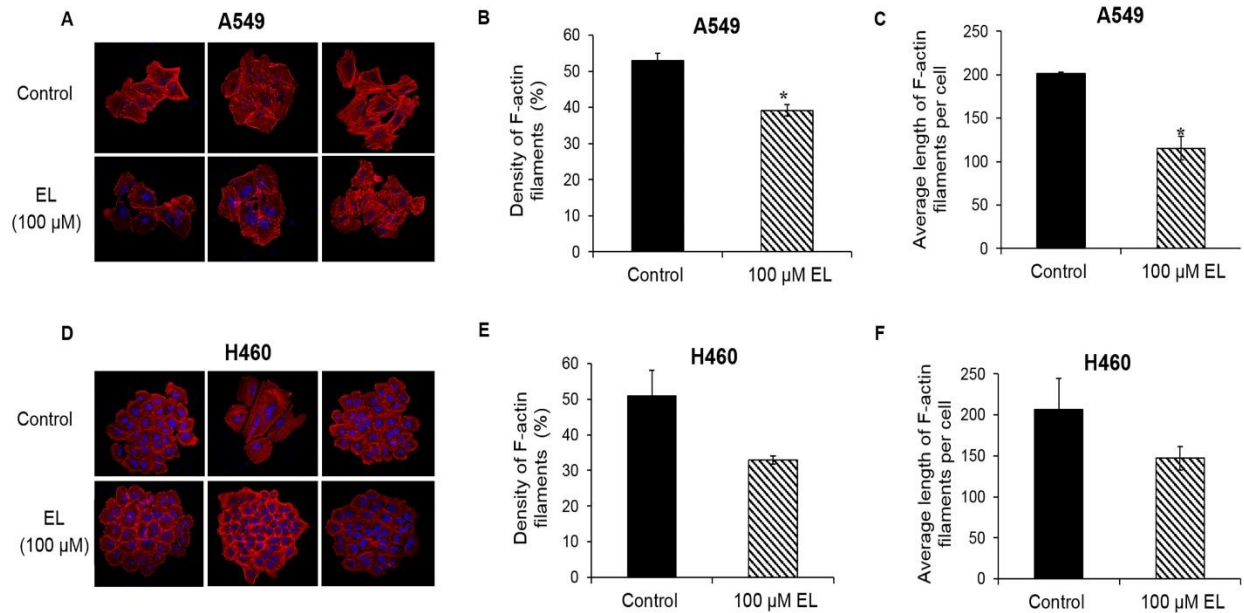 A
A549
Control
EL
(100 µM)
B
A549
Density of F-actin
filaments (%)
60
50
40
30
20
10
0
*
Control
100 µM EL
C
A549
Average length of F-actin
filaments per cell
250
200
150
100
50
0
*
Control
100 µM EL
D
H460
Control
EL
(100 µM)
E
H460
Density of F-actin
filaments (%)
60
50
40
30
20
10
0
Control
100 µM EL
F
H460
Average length of F-actin
filaments per cell
250
200
150
100
50
0
Control
100 µM EL